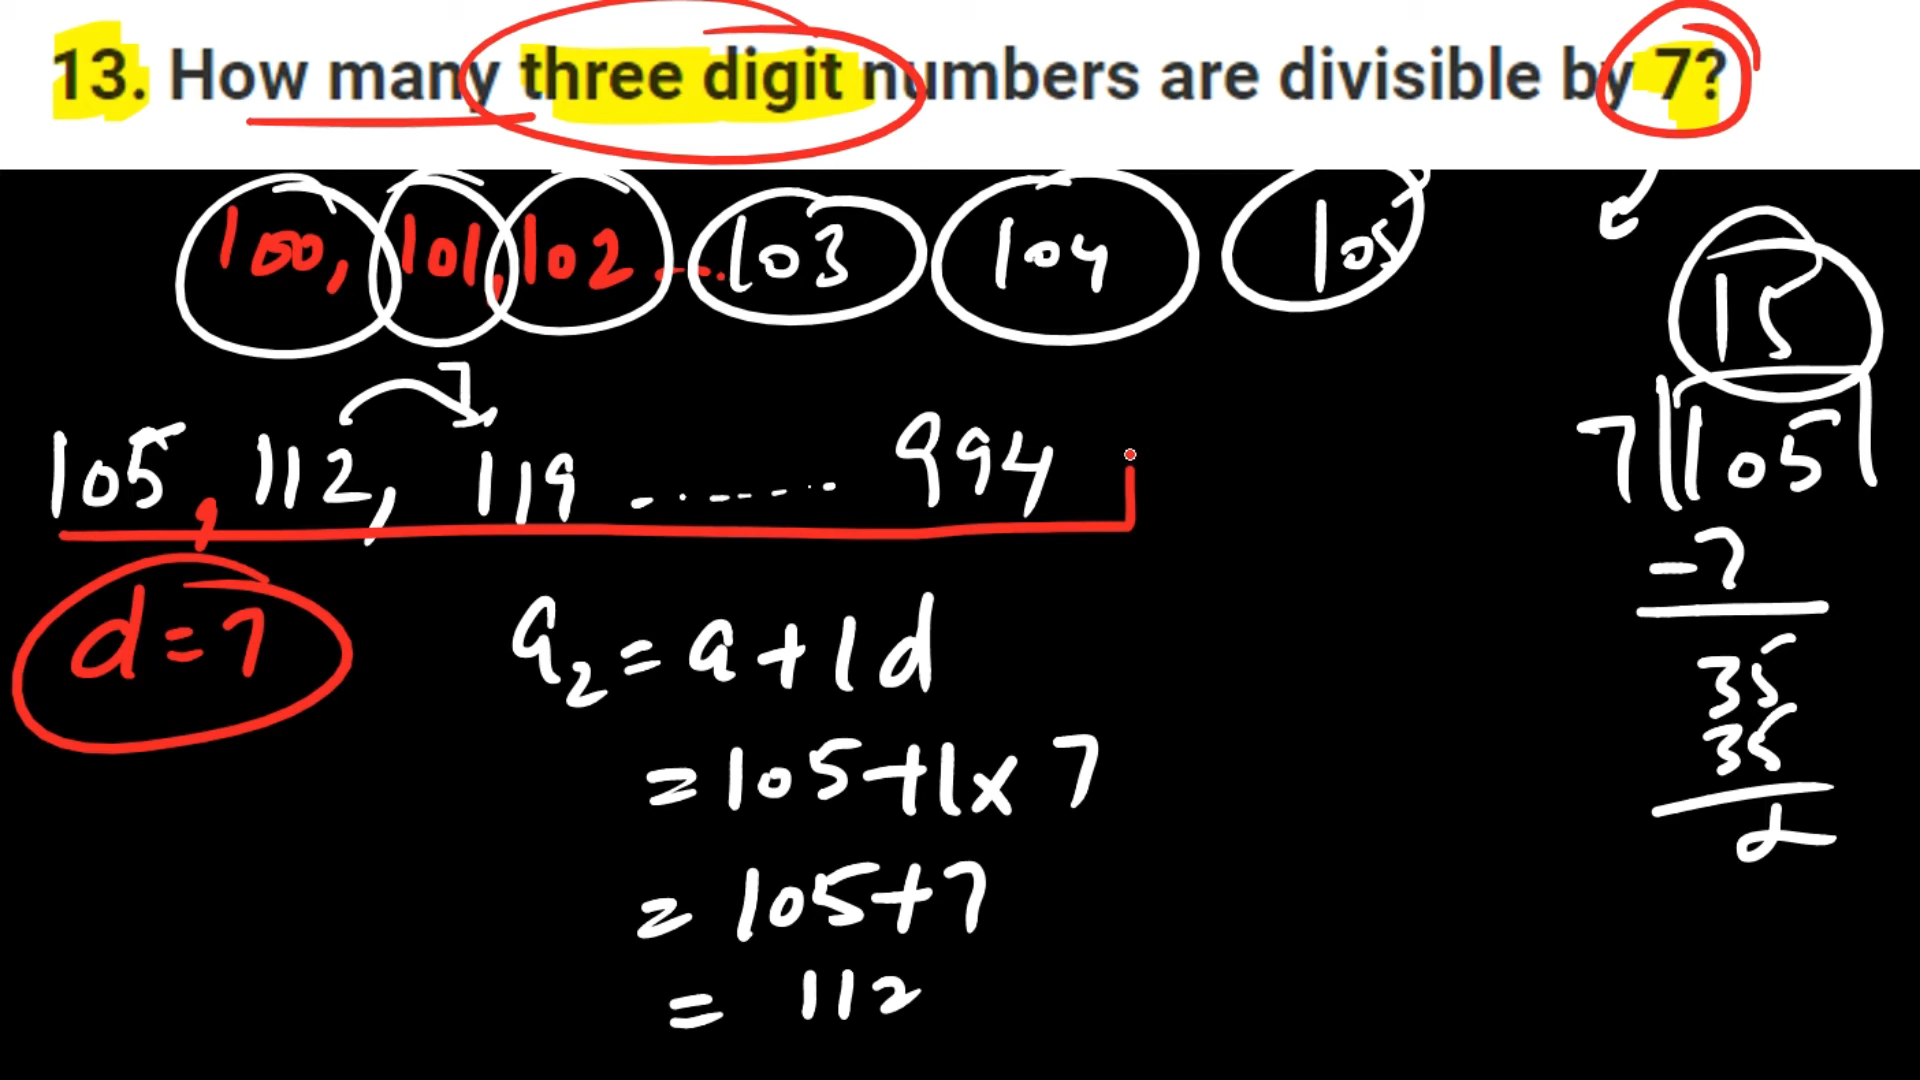 13. How many three digit numbers are divisible by 7?
100, 101, 102 ..... 103 104 105
7
105, 112, 119 ........ 994
d=7
a2 = a+1d
= 105+1x7
= 105+7
= 112
15
7 105
-7
35
35